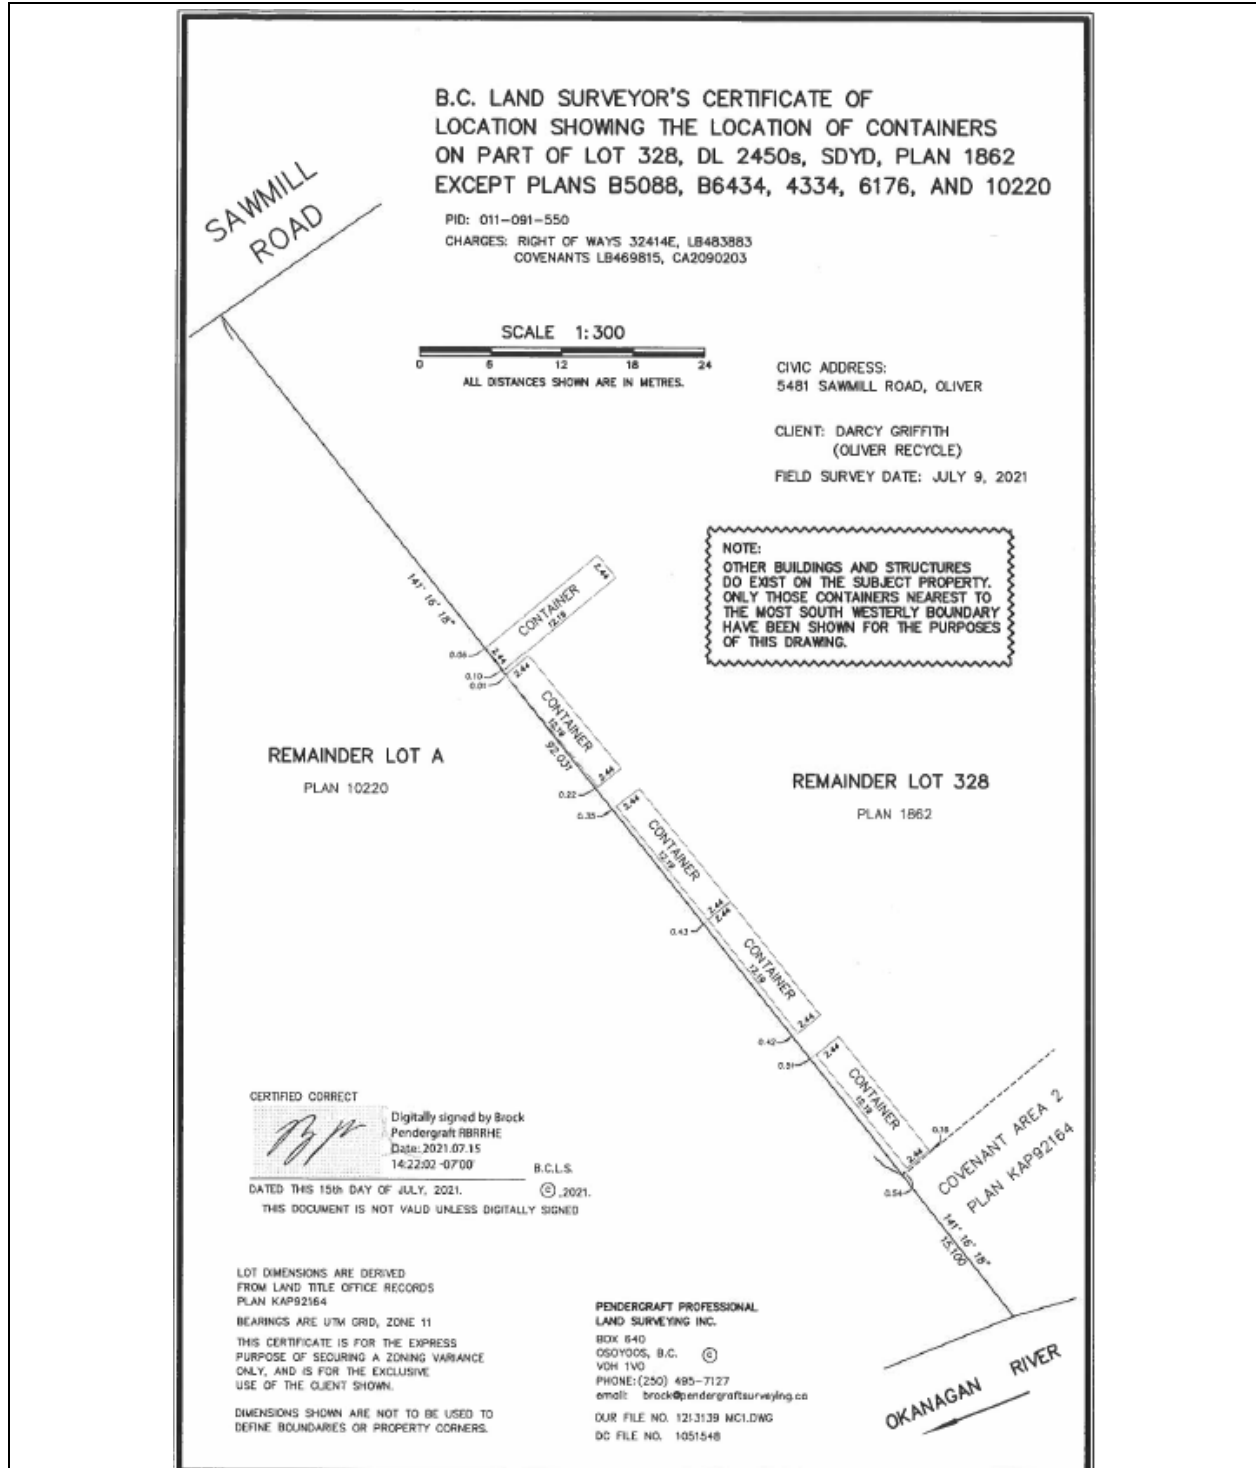 B.C. LAND SURVEYOR'S CERTIFICATE OF
LOCATION SHOWING THE LOCATION OF CONTAINERS
ON PART OF LOT 328, DL 2450s, SDYD, PLAN 1862
EXCEPT PLANS B5088, B6434, 4334, 6176, AND 10220
PID: 011-091-550
CHARGES: RIGHT OF WAYS 32414E, LB483883
COVENANTS LB469815, CA2090203
SAWMILL
ROAD
SCALE 1:300
0 6 12 18 24
ALL DISTANCES SHOWN ARE IN METRES.
CIVIC ADDRESS:
5481 SAWMILL ROAD, OLIVER
CLIENT: DARCY GRIFFITH
(OLIVER RECYCLE)
FIELD SURVEY DATE: JULY 9, 2021
NOTE:
OTHER BUILDINGS AND STRUCTURES
DO EXIST ON THE SUBJECT PROPERTY.
ONLY THOSE CONTAINERS NEAREST TO
THE MOST SOUTH WESTERLY BOUNDARY
HAVE BEEN SHOWN FOR THE PURPOSES
OF THIS DRAWING.
141° 16' 18"
2.44
CONTAINER
12.19
2.44
0.10
0.01
2.44
CONTAINER
12.19
92.031
2.44
0.22
0.35
REMAINDER LOT A
PLAN 10220
REMAINDER LOT 328
PLAN 1862
2.44
CONTAINER
12.19
2.44
2.44
0.43
CONTAINER
12.19
2.44
0.42
0.51
2.44
CONTAINER
12.19
2.44
0.54
COVENANT AREA 2
PLAN KAP92164
141° 16' 18"
15.100
CERTIFIED CORRECT
Digitally signed by Brock
Pendergraft RBRRHE
Date: 2021.07.15
14:22:02 -07'00'
B.C.L.S.
DATED THIS 15th DAY OF JULY, 2021.
© ,2021.
THIS DOCUMENT IS NOT VALID UNLESS DIGITALLY SIGNED
LOT DIMENSIONS ARE DERIVED
FROM LAND TITLE OFFICE RECORDS
PLAN KAP92164
BEARINGS ARE UTM GRID, ZONE 11
THIS CERTIFICATE IS FOR THE EXPRESS
PURPOSE OF SECURING A ZONING VARIANCE
ONLY, AND IS FOR THE EXCLUSIVE
USE OF THE CLIENT SHOWN.
DIMENSIONS SHOWN ARE NOT TO BE USED TO
DEFINE BOUNDARIES OR PROPERTY CORNERS.
PENDERGRAFT PROFESSIONAL
LAND SURVEYING INC.
BOX 640
OSOYOOS, B.C. ©
V0H 1V0
PHONE:(250) 495-7127
email: brock@pendergraftsurveying.ca
OUR FILE NO. 1213139 MC1.DWG
DC FILE NO. 1051548
OKANAGAN RIVER